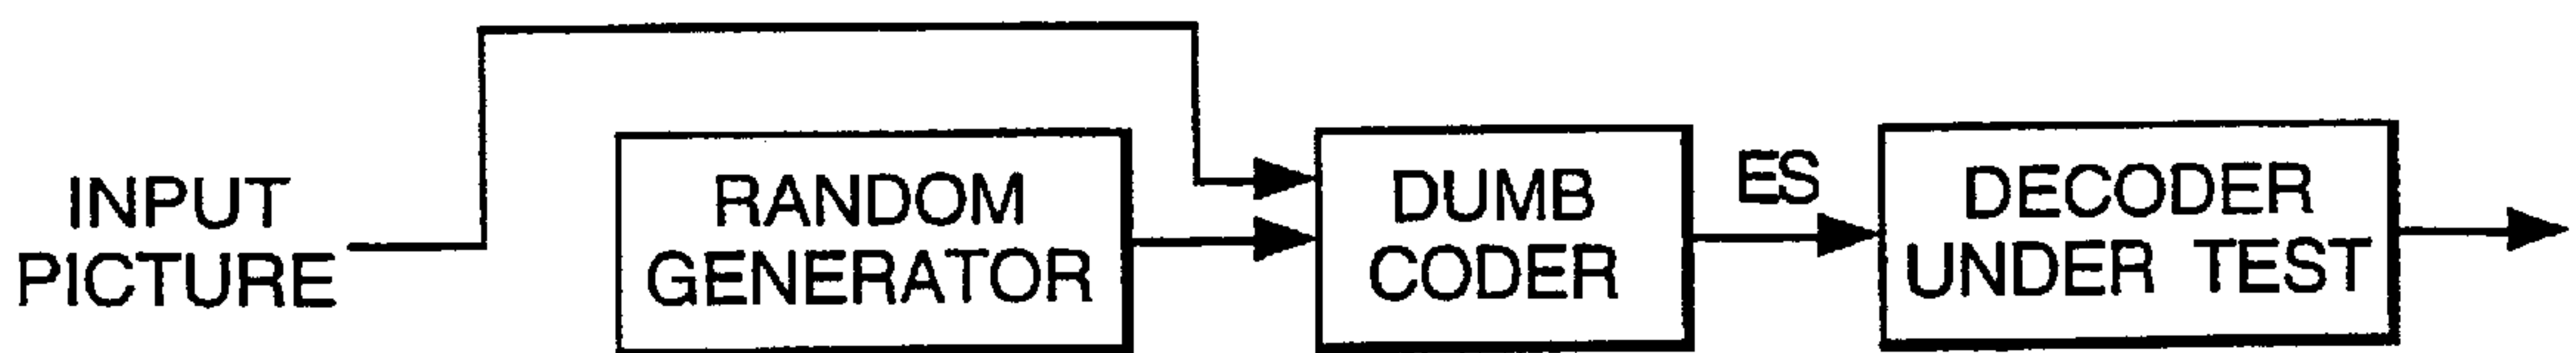 INPUT
PICTURE
RANDOM
GENERATOR
DUMB
CODER
ES
DECODER
UNDER TEST